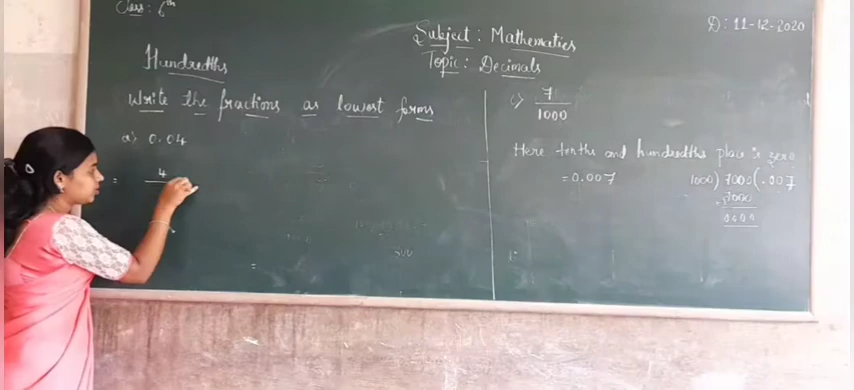 Class: 6th
Subject: Mathematics
D: 11-12-2020
Topic: Decimals
Hundredths
Write the fractions as lowest forms
a) 0.04
= 4
c) 7
1000
Here tenths and hundredths place is zero
= 0.007
1000) 7000 (.007
7000
0000